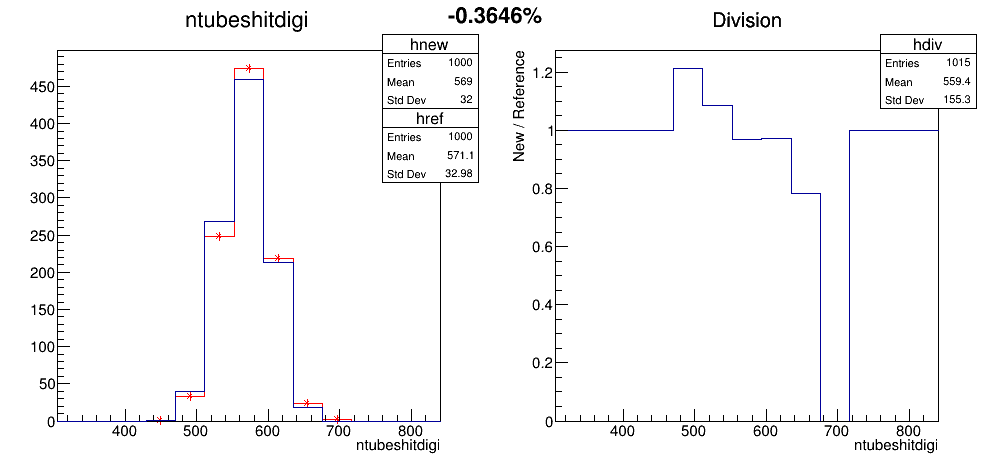 -0.3646%
ntubeshitdigi
hnew
Entries 1000
Mean 569
Std Dev 32
href
Entries 1000
Mean 571.1
Std Dev 32.98
450
400
350
300
250
200
150
100
50
0
400 500 600 700 800
ntubeshitdigi
Division
hdiv
Entries 1015
Mean 559.4
Std Dev 155.3
New / Reference
1.2
1
0.8
0.6
0.4
0.2
0
400 500 600 700 800
ntubeshitdigi